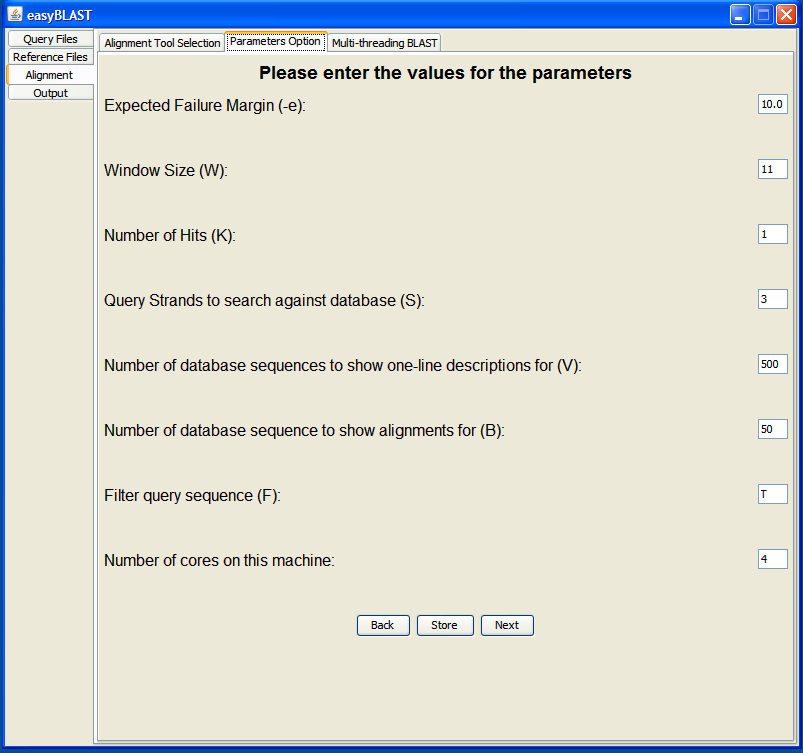 easyBLAST
Query Files
Reference Files
Alignment
Output
Alignment Tool Selection
Parameters Option
Multi-threading BLAST
Please enter the values for the parameters
Expected Failure Margin (-e): 10.0
Window Size (W): 11
Number of Hits (K): 1
Query Strands to search against database (S): 3
Number of database sequences to show one-line descriptions for (V): 500
Number of database sequence to show alignments for (B): 50
Filter query sequence (F): T
Number of cores on this machine: 4
Back Store Next